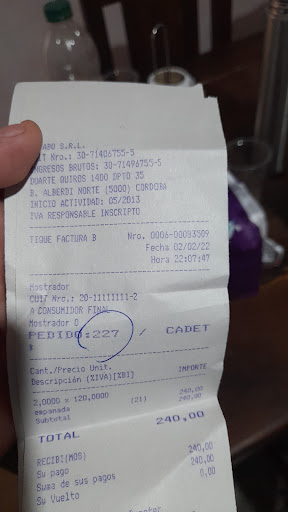 S.R.L.
Nro.: 30-71406755-5
INGRESOS BRUTOS: 30-71406755-5
DUARTE QUIROS 1400 DPTO 35
B. ALBERDI NORTE (5000) CORDOBA
INICIO ACTIVIDAD: 05/2013
IVA RESPONSABLE INSCRIPTO
TIQUE FACTURA B Nro. 0006-00093509
Fecha 02/02/22
Hora 22:07:47
Mostrador
CUIT Nro.: 20-11111111-2
A CONSUMIDOR FINAL
Mostrador 0
PEDIDO:227 / CADET
Cant./Precio Unit.
Descripción (%IVA)[%BI] IMPORTE
2,0000 x 120,0000 240,00
empanada (21) 240,00
Subtotal
TOTAL 240,00
RECIBI(MOS)
Su pago 240,00
Suma de sus pagos 240,00
Su Vuelto 0,00